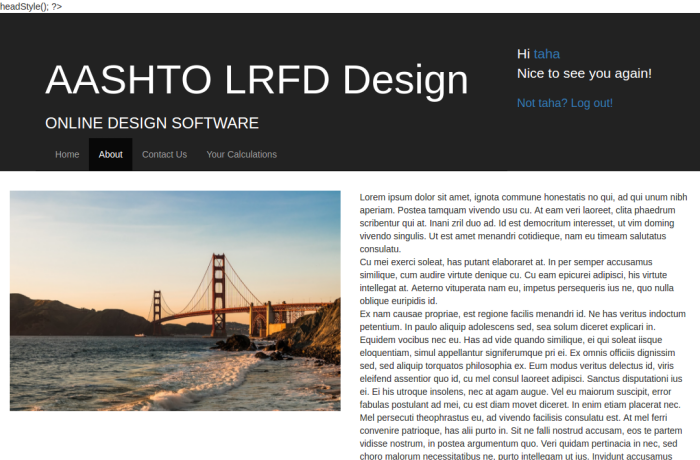 headStyle(); ?>
AASHTO LRFD Design
ONLINE DESIGN SOFTWARE
Hi taha
Nice to see you again!
Not taha? Log out!
Home About Contact Us Your Calculations
Lorem ipsum dolor sit amet, ignota commune honestatis no qui, ad qui unum nibh
aperiam. Postea tamquam vivendo usu cu. At eam veri laoreet, clita phaedrum
scribentur qui at. Inani zril duo ad. Id est democritum interesset, ut vim doming
vivendo singulis. Ut est amet menandri cotidieque, nam eu timeam salutatus
consulatu.
Cu mei exerci soleat, has putant elaboraret at. In per semper accusamus
similique, cum audire virtute denique cu. Cu eam epicurei adipisci, his virtute
intellegat at. Aeterno vituperata nam eu, impetus persequeris ius ne, quo nulla
oblique euripidis id.
Ex nam causae propriae, est regione facilis menandri id. Ne has veritus indoctum
petentium. In paulo aliquip adolescens sed, sea solum diceret explicari in.
Equidem vocibus nec eu. Has ad vide quando similique, ei qui soleat iisque
eloquentiam, simul appellantur signiferumque pri ei. Ex omnis officiis dignissim
sed, sed aliquip torquatos philosophia ex. Eum modus veritus delectus id, viris
eleifend assentior quo id, cu mel consul laoreet adipisci. Sanctus disputationi ius
ei. Ei his utroque insolens, nec at agam augue. Vel eu maiorum suscipit, error
fabulas postulant ad mei, cu est diam movet diceret. In enim etiam placerat nec.
Mel persecuti theophrastus eu, ad vivendo facilisis consulatu est. At mel ferri
convenire patrioque, has alii purto in. Sit ne falli nostrud accusam, eos te partem
vidisse nostrum, in postea argumentum quo. Veri quidam pertinacia in nec, sed
choro malorum necessitatibus ne, purto intellegam ut ius. Invidunt accusamus